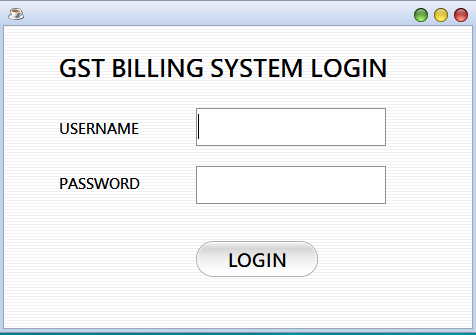 GST BILLING SYSTEM LOGIN
USERNAME
PASSWORD
LOGIN